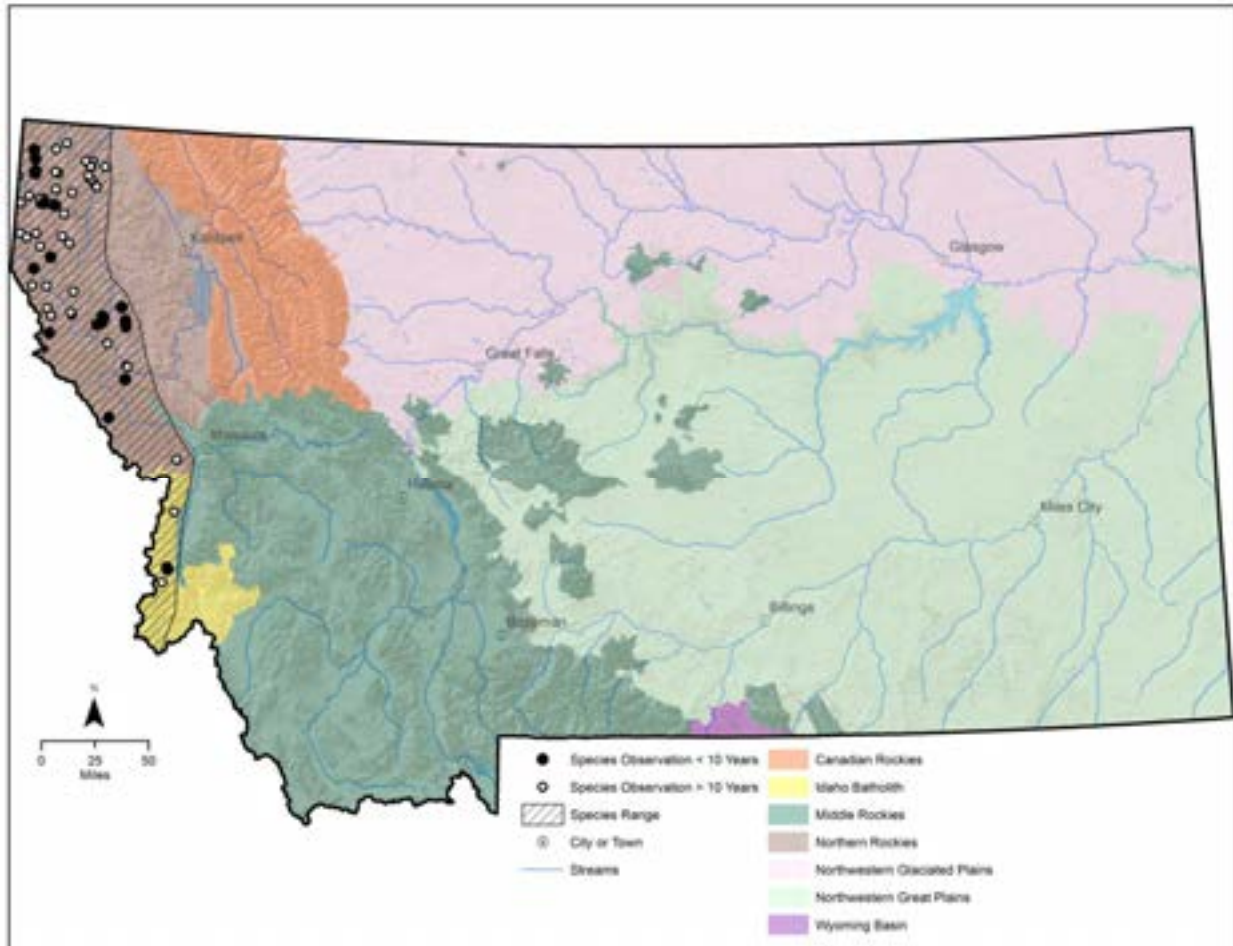 Kalispell
Glasgow
Great Falls
Missoula
Helena
Miles City
Bozeman
Billings
N
0 25 50
Miles
Species Observation < 10 Years
Species Observation > 10 Years
Species Range
City or Town
Streams
Canadian Rockies
Idaho Batholith
Middle Rockies
Northern Rockies
Northwestern Glaciated Plains
Northwestern Great Plains
Wyoming Basin